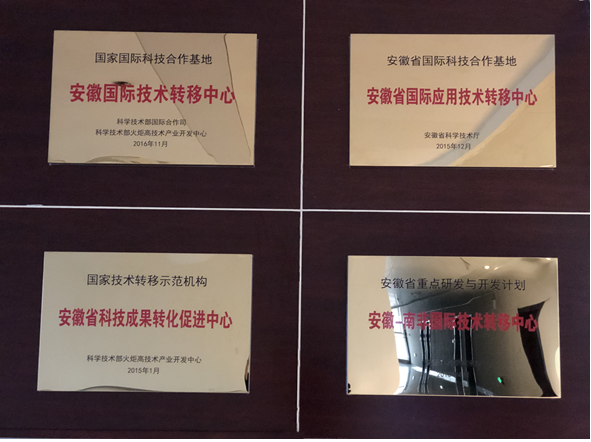 国家国际科技合作基地
安徽国际技术转移中心
科学技术部国际合作司
科学技术部火炬高技术产业开发中心
2016年11月
安徽省国际科技合作基地
安徽省国际应用技术转移中心
安徽省科学技术厅
2015年12月
国家技术转移示范机构
安徽省科技成果转化促进中心
科学技术部火炬高技术产业开发中心
2015年1月
安徽省重点研发与开发计划
安徽-南非国际技术转移中心